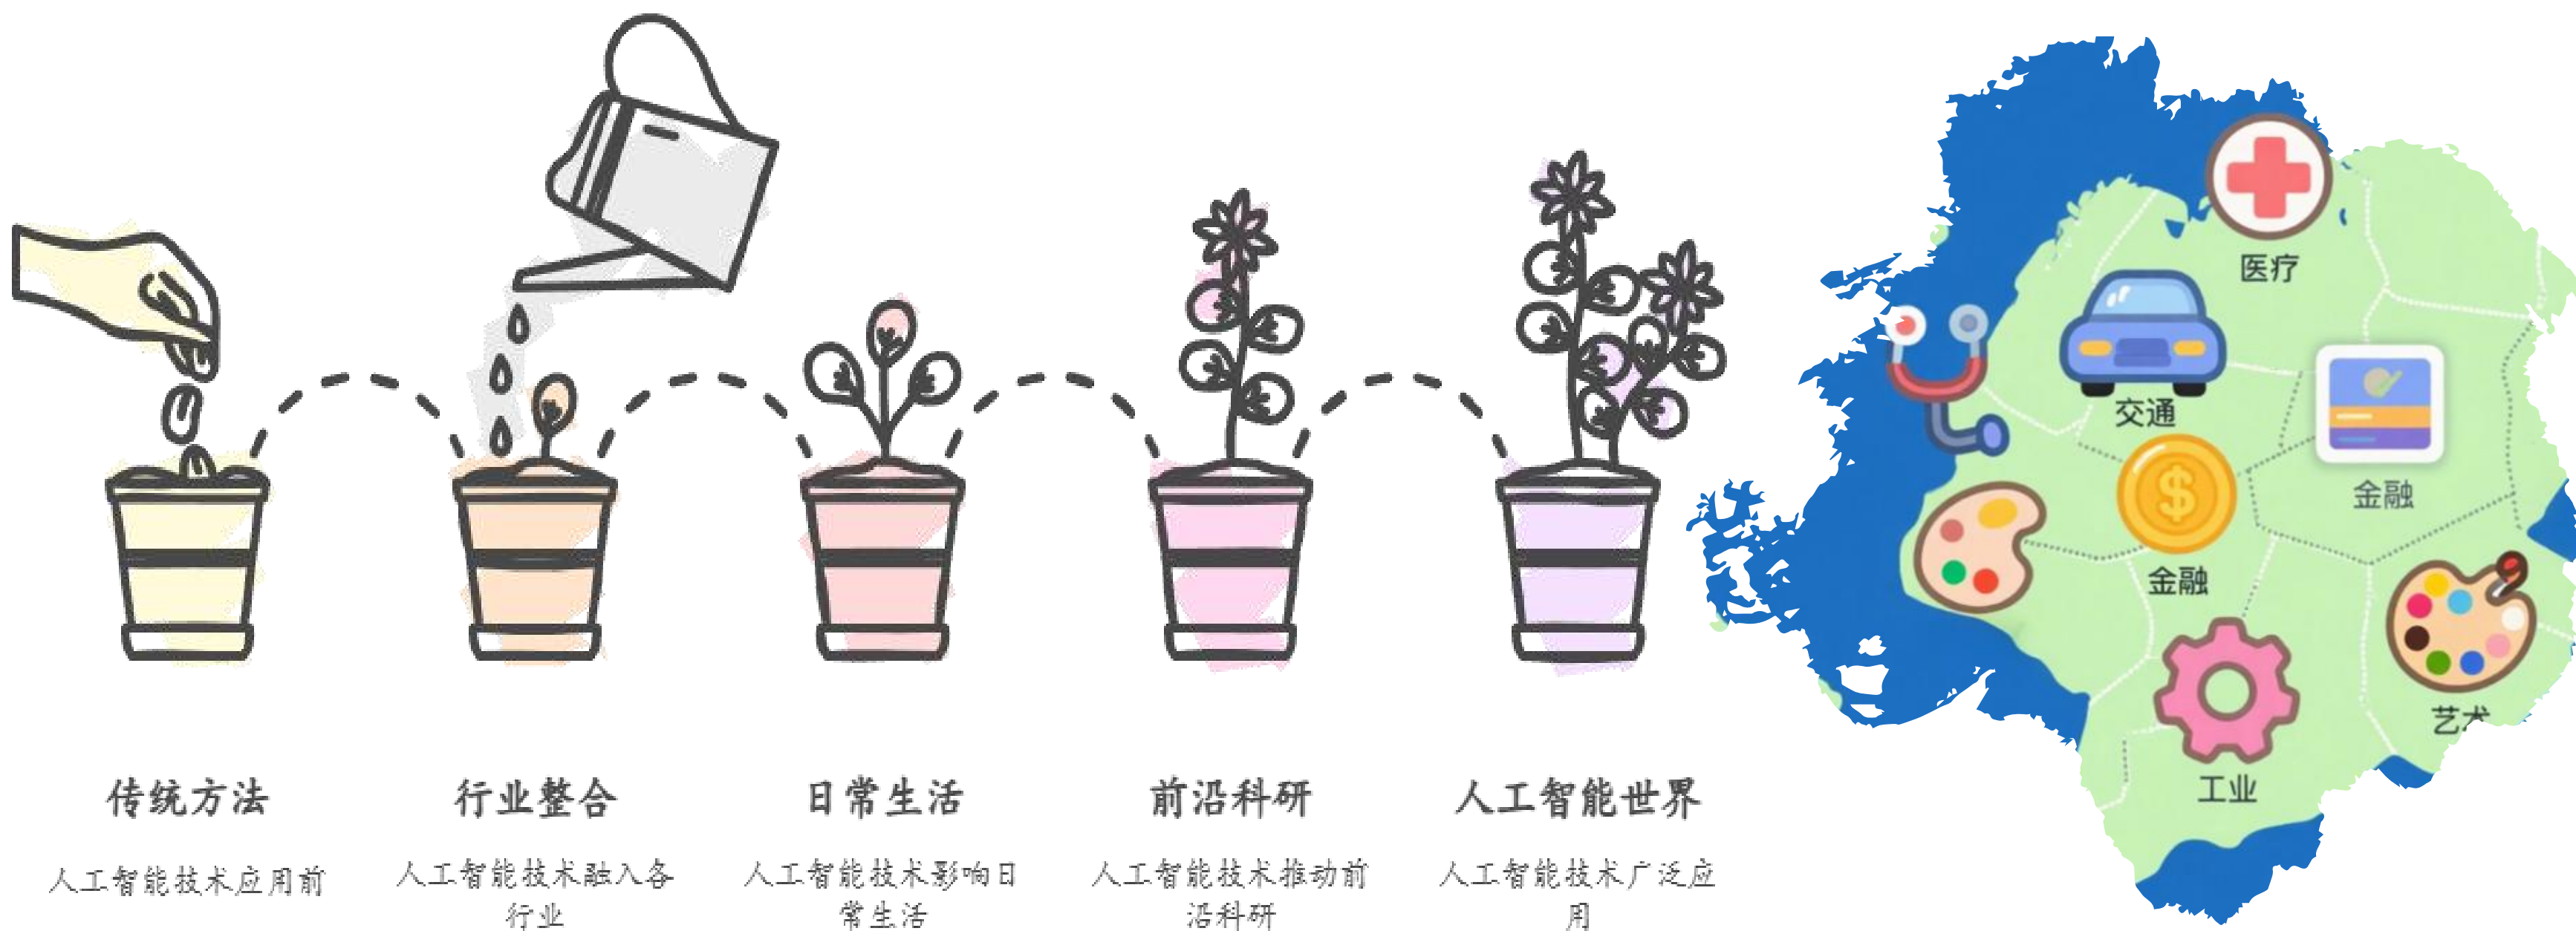 传统方法
人工智能技术应用前
行业整合
人工智能技术融入各
行业
日常生活
人工智能技术影响日
常生活
前沿科研
人工智能技术推动前
沿科研
人工智能世界
人工智能技术广泛应
用
医疗
交通
金融
金融
艺术
工业